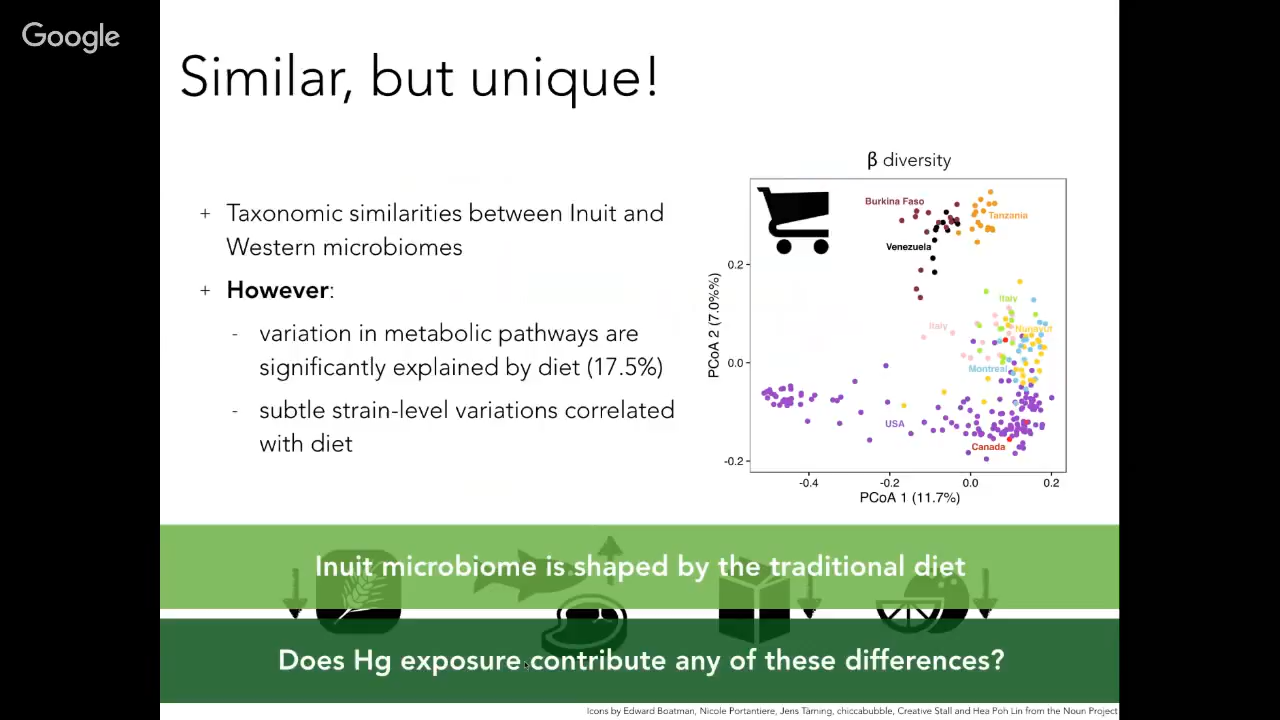 Google
Similar, but unique!
+ Taxonomic similarities between Inuit and
Western microbiomes
+ However:
- variation in metabolic pathways are
significantly explained by diet (17.5%)
- subtle strain-level variations correlated
with diet
β diversity
Burkina Faso
Tanzania
Venezuela
Italy
Italy
Nunavut
Montreal
USA
Canada
PCoA 2 (7.0%%)
0.2
0.0
-0.2
-0.4
-0.2
0.0
0.2
PCoA 1 (11.7%)
Inuit microbiome is shaped by the traditional diet
Does Hg exposure contribute any of these differences?
Icons by Edward Boatman, Nicole Portantiere, Jens Tärning, chiccabubble, Creative Stall and Hea Poh Lin from the Noun Project